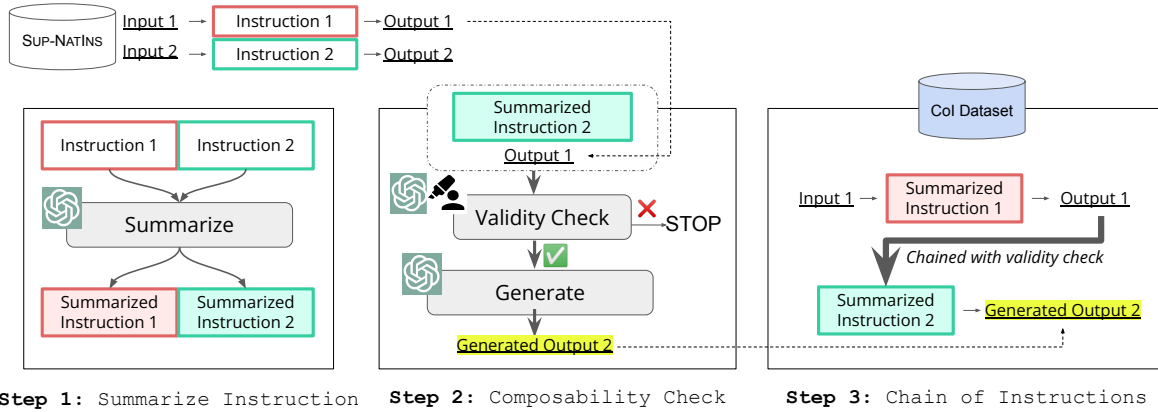 SUP-NATINS
Input 1
Instruction 1
Output 1
Input 2
Instruction 2
Output 2
Instruction 1
Instruction 2
Summarize
Summarized
Instruction 1
Summarized
Instruction 2
Step 1: Summarize Instruction
Summarized
Instruction 2
Output 1
Validity Check
STOP
Generate
Generated Output 2
Step 2: Composability Check
CoI Dataset
Input 1
Summarized
Instruction 1
Output 1
Chained with validity check
Summarized
Instruction 2
Generated Output 2
Step 3: Chain of Instructions